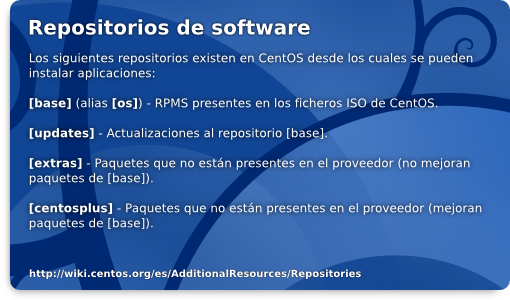 Repositorios de software
Los siguientes repositorios existen en CentOS desde los cuales se pueden
instalar aplicaciones:
[base] (alias [os]) - RPMS presentes en los ficheros ISO de CentOS.
[updates] - Actualizaciones al repositorio [base].
[extras] - Paquetes que no están presentes en el proveedor (no mejoran
paquetes de [base]).
[centosplus] - Paquetes que no están presentes en el proveedor (mejoran
paquetes de [base]).
http://wiki.centos.org/es/AdditionalResources/Repositories